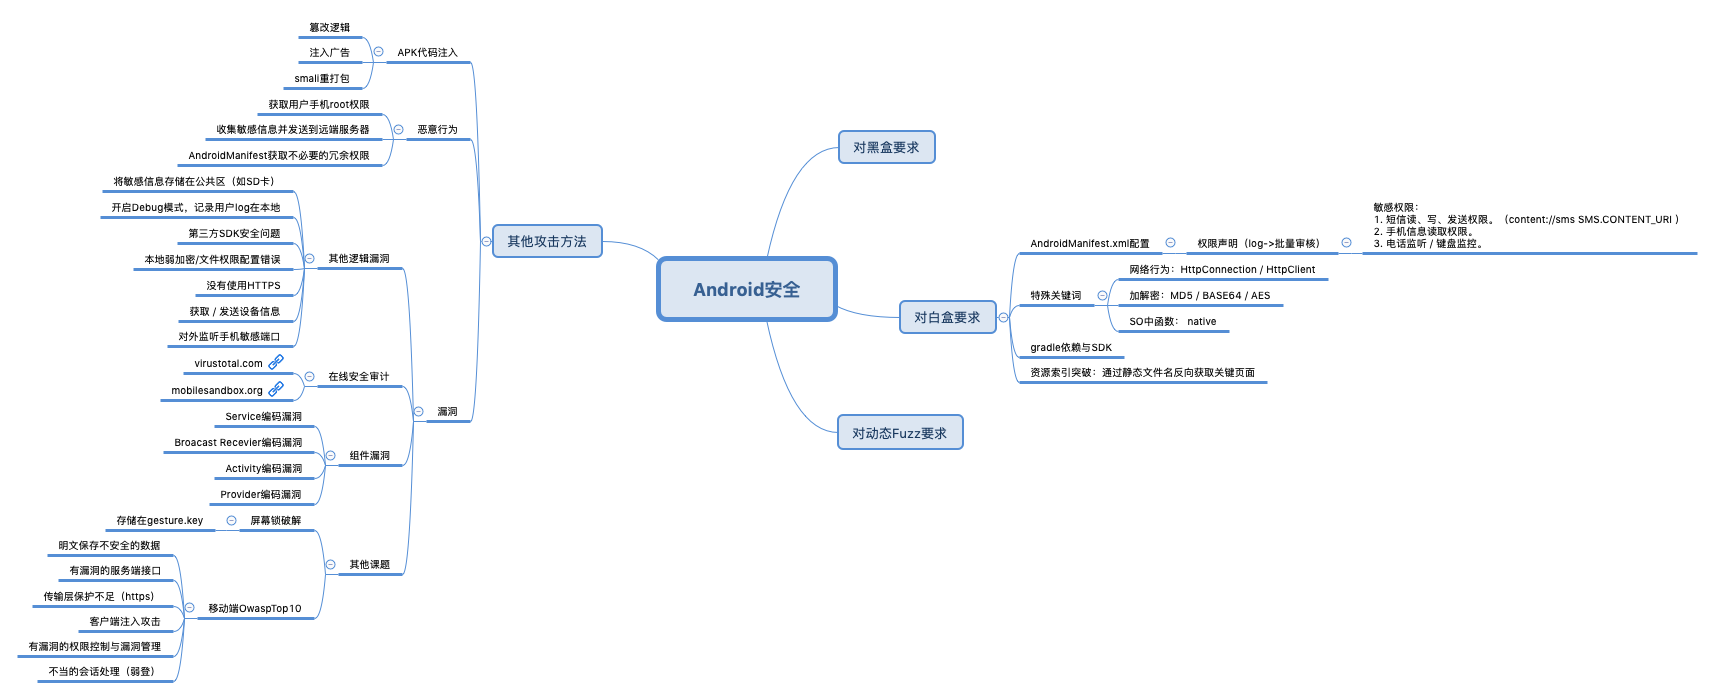 Android安全
对黑盒要求
对白盒要求
AndroidManifest.xml配置
权限声明（log->批量审核）
敏感权限：
1. 短信读、写、发送权限。（content://sms SMS.CONTENT_URI ）
2. 手机信息读取权限。
3. 电话监听 / 键盘监控。
特殊关键词
网络行为：HttpConnection / HttpClient
加解密：MD5 / BASE64 / AES
SO中函数： native
gradle依赖与SDK
资源索引突破：通过静态文件名反向获取关键页面
对动态Fuzz要求
其他攻击方法
APK代码注入
篡改逻辑
注入广告
smali重打包
恶意行为
获取用户手机root权限
收集敏感信息并发送到远端服务器
AndroidManifest获取不必要的冗余权限
漏洞
其他逻辑漏洞
将敏感信息存储在公共区（如SD卡）
开启Debug模式，记录用户log在本地
第三方SDK安全问题
本地弱加密/文件权限配置错误
没有使用HTTPS
获取 / 发送设备信息
对外监听手机敏感端口
在线安全审计
virustotal.com
mobilesandbox.org
组件漏洞
Service编码漏洞
Broacast Recevier编码漏洞
Activity编码漏洞
Provider编码漏洞
其他课题
屏幕锁破解
存储在gesture.key
移动端OwaspTop10
明文保存不安全的数据
有漏洞的服务端接口
传输层保护不足（https）
客户端注入攻击
有漏洞的权限控制与漏洞管理
不当的会话处理（弱登）